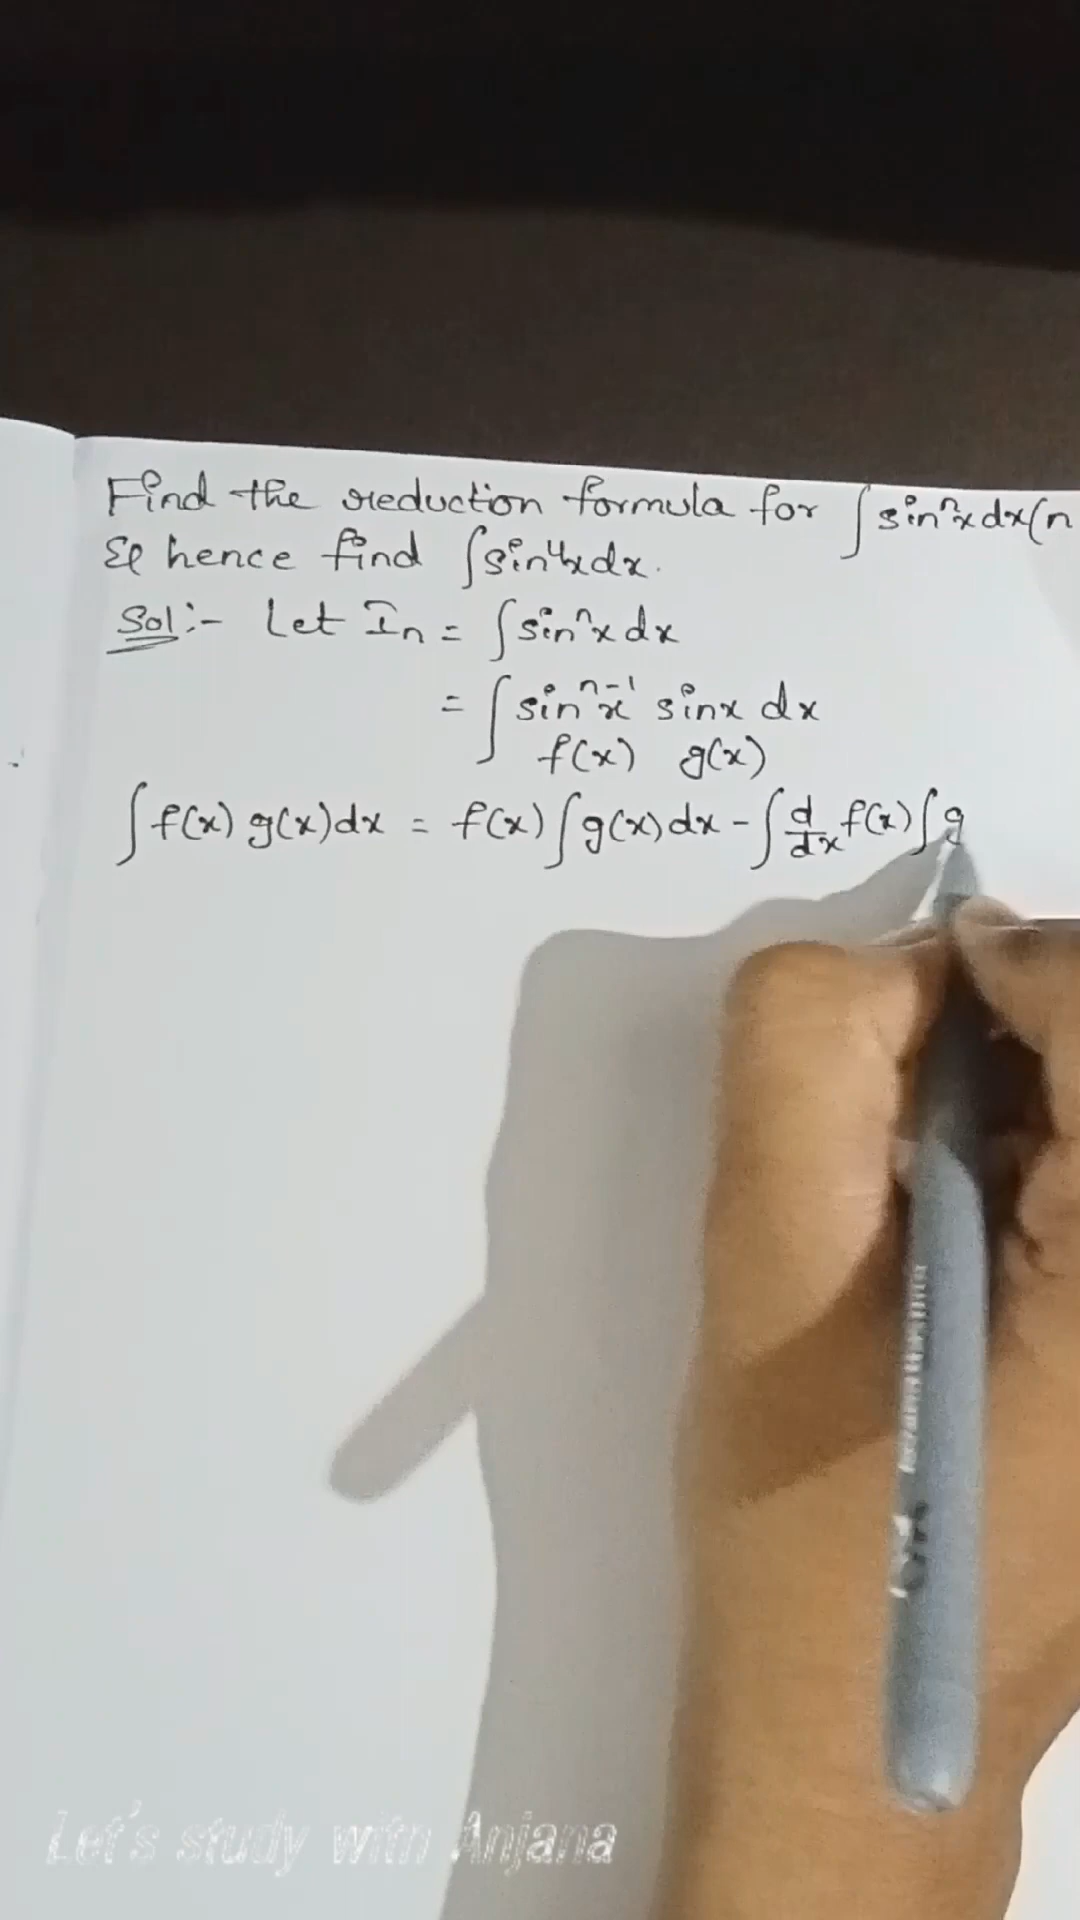 Find the reduction formula for ∫sinⁿx dx(n
& hence find ∫sin⁴x dx.
Sol:- Let Iₙ = ∫sinⁿx dx
= ∫sinⁿ⁻¹x sinx dx
f(x) g(x)
∫f(x) g(x)dx = f(x)∫g(x)dx - ∫d/dx f(x)∫g
Let's study with Anjana